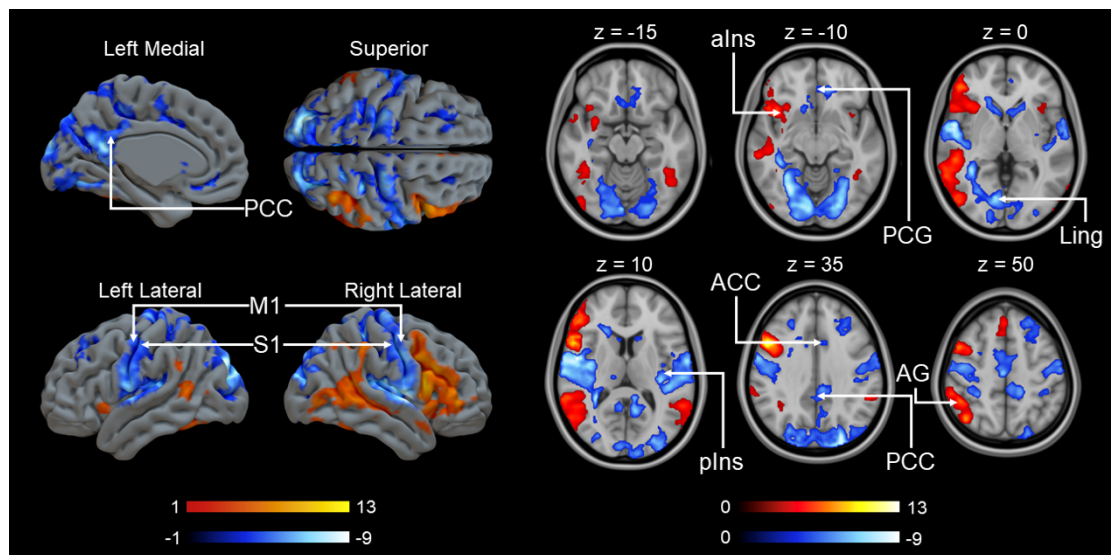 Left Medial
Superior
PCC
Left Lateral
Right Lateral
M1
S1
1
13
-1
-9
z = -15
z = -10
z = 0
aIns
PCG
Ling
z = 10
z = 35
z = 50
ACC
AG
pIns
PCC
0
13
0
-9